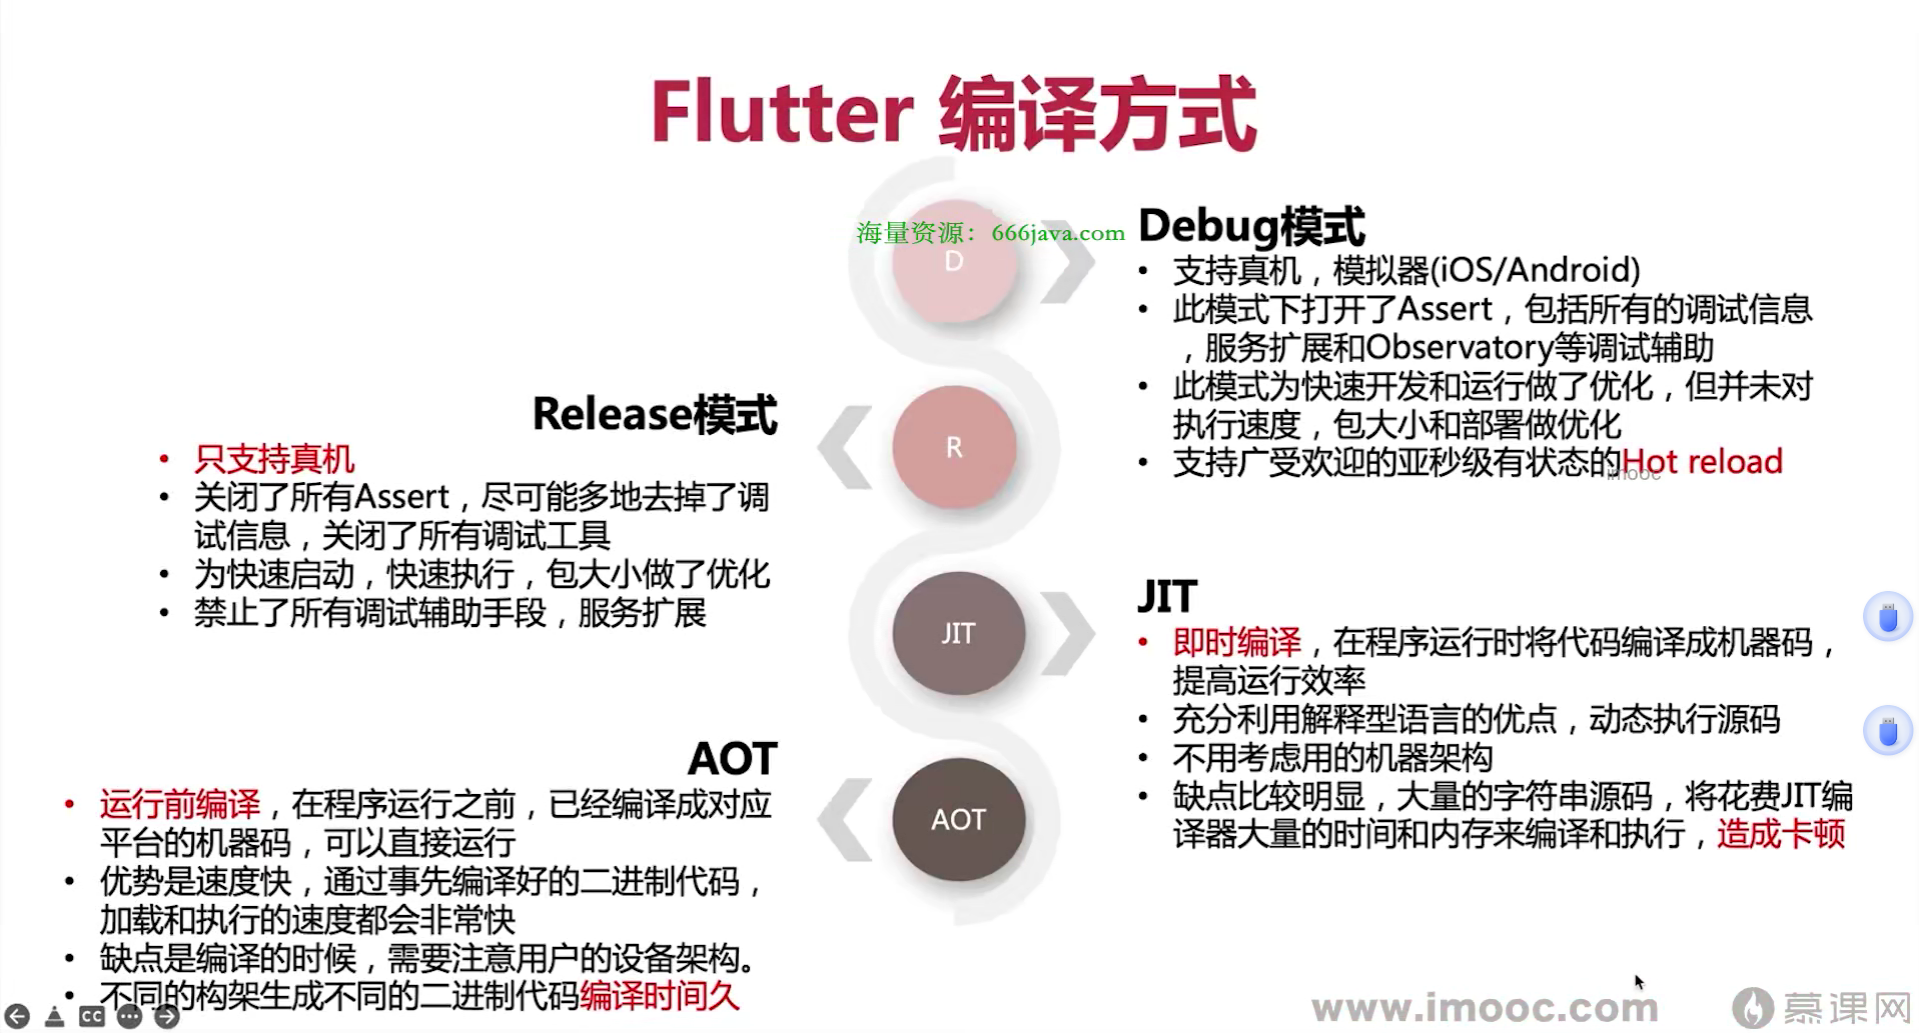 Flutter 编译方式
海量资源：666java.com
D
Debug模式
• 支持真机，模拟器(iOS/Android)
• 此模式下打开了Assert，包括所有的调试信息
，服务扩展和Observatory等调试辅助
• 此模式为快速开发和运行做了优化，但并未对
执行速度，包大小和部署做优化
• 支持广受欢迎的亚秒级有状态的Hot reload
imooc
Release模式
R
• 只支持真机
• 关闭了所有Assert，尽可能多地去掉了调
试信息，关闭了所有调试工具
• 为快速启动，快速执行，包大小做了优化
• 禁止了所有调试辅助手段，服务扩展
JIT
JIT
• 即时编译，在程序运行时将代码编译成机器码，
提高运行效率
• 充分利用解释型语言的优点，动态执行源码
• 不用考虑用的机器架构
• 缺点比较明显，大量的字符串源码，将花费JIT编
译器大量的时间和内存来编译和执行，造成卡顿
AOT
AOT
• 运行前编译，在程序运行之前，已经编译成对应
平台的机器码，可以直接运行
• 优势是速度快，通过事先编译好的二进制代码，
加载和执行的速度都会非常快
• 缺点是编译的时候，需要注意用户的设备架构。
• 不同的构架生成不同的二进制代码编译时间久
CC
www.imooc.com
慕课网